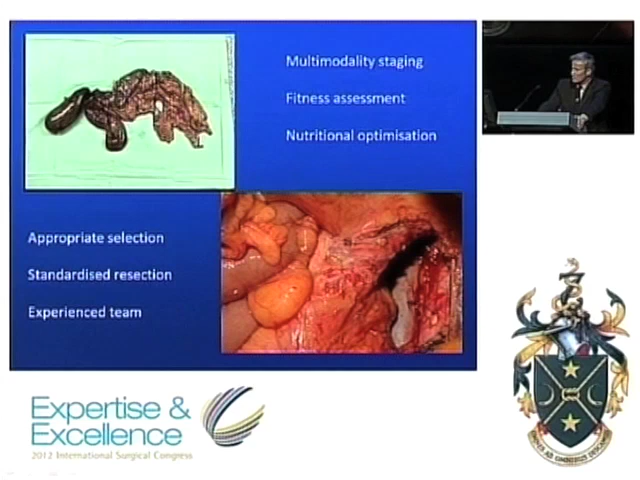 Multimodality staging
Fitness assessment
Nutritional optimisation
Appropriate selection
Standardised resection
Experienced team
Expertise &
Excellence
2012 International Surgical Congress